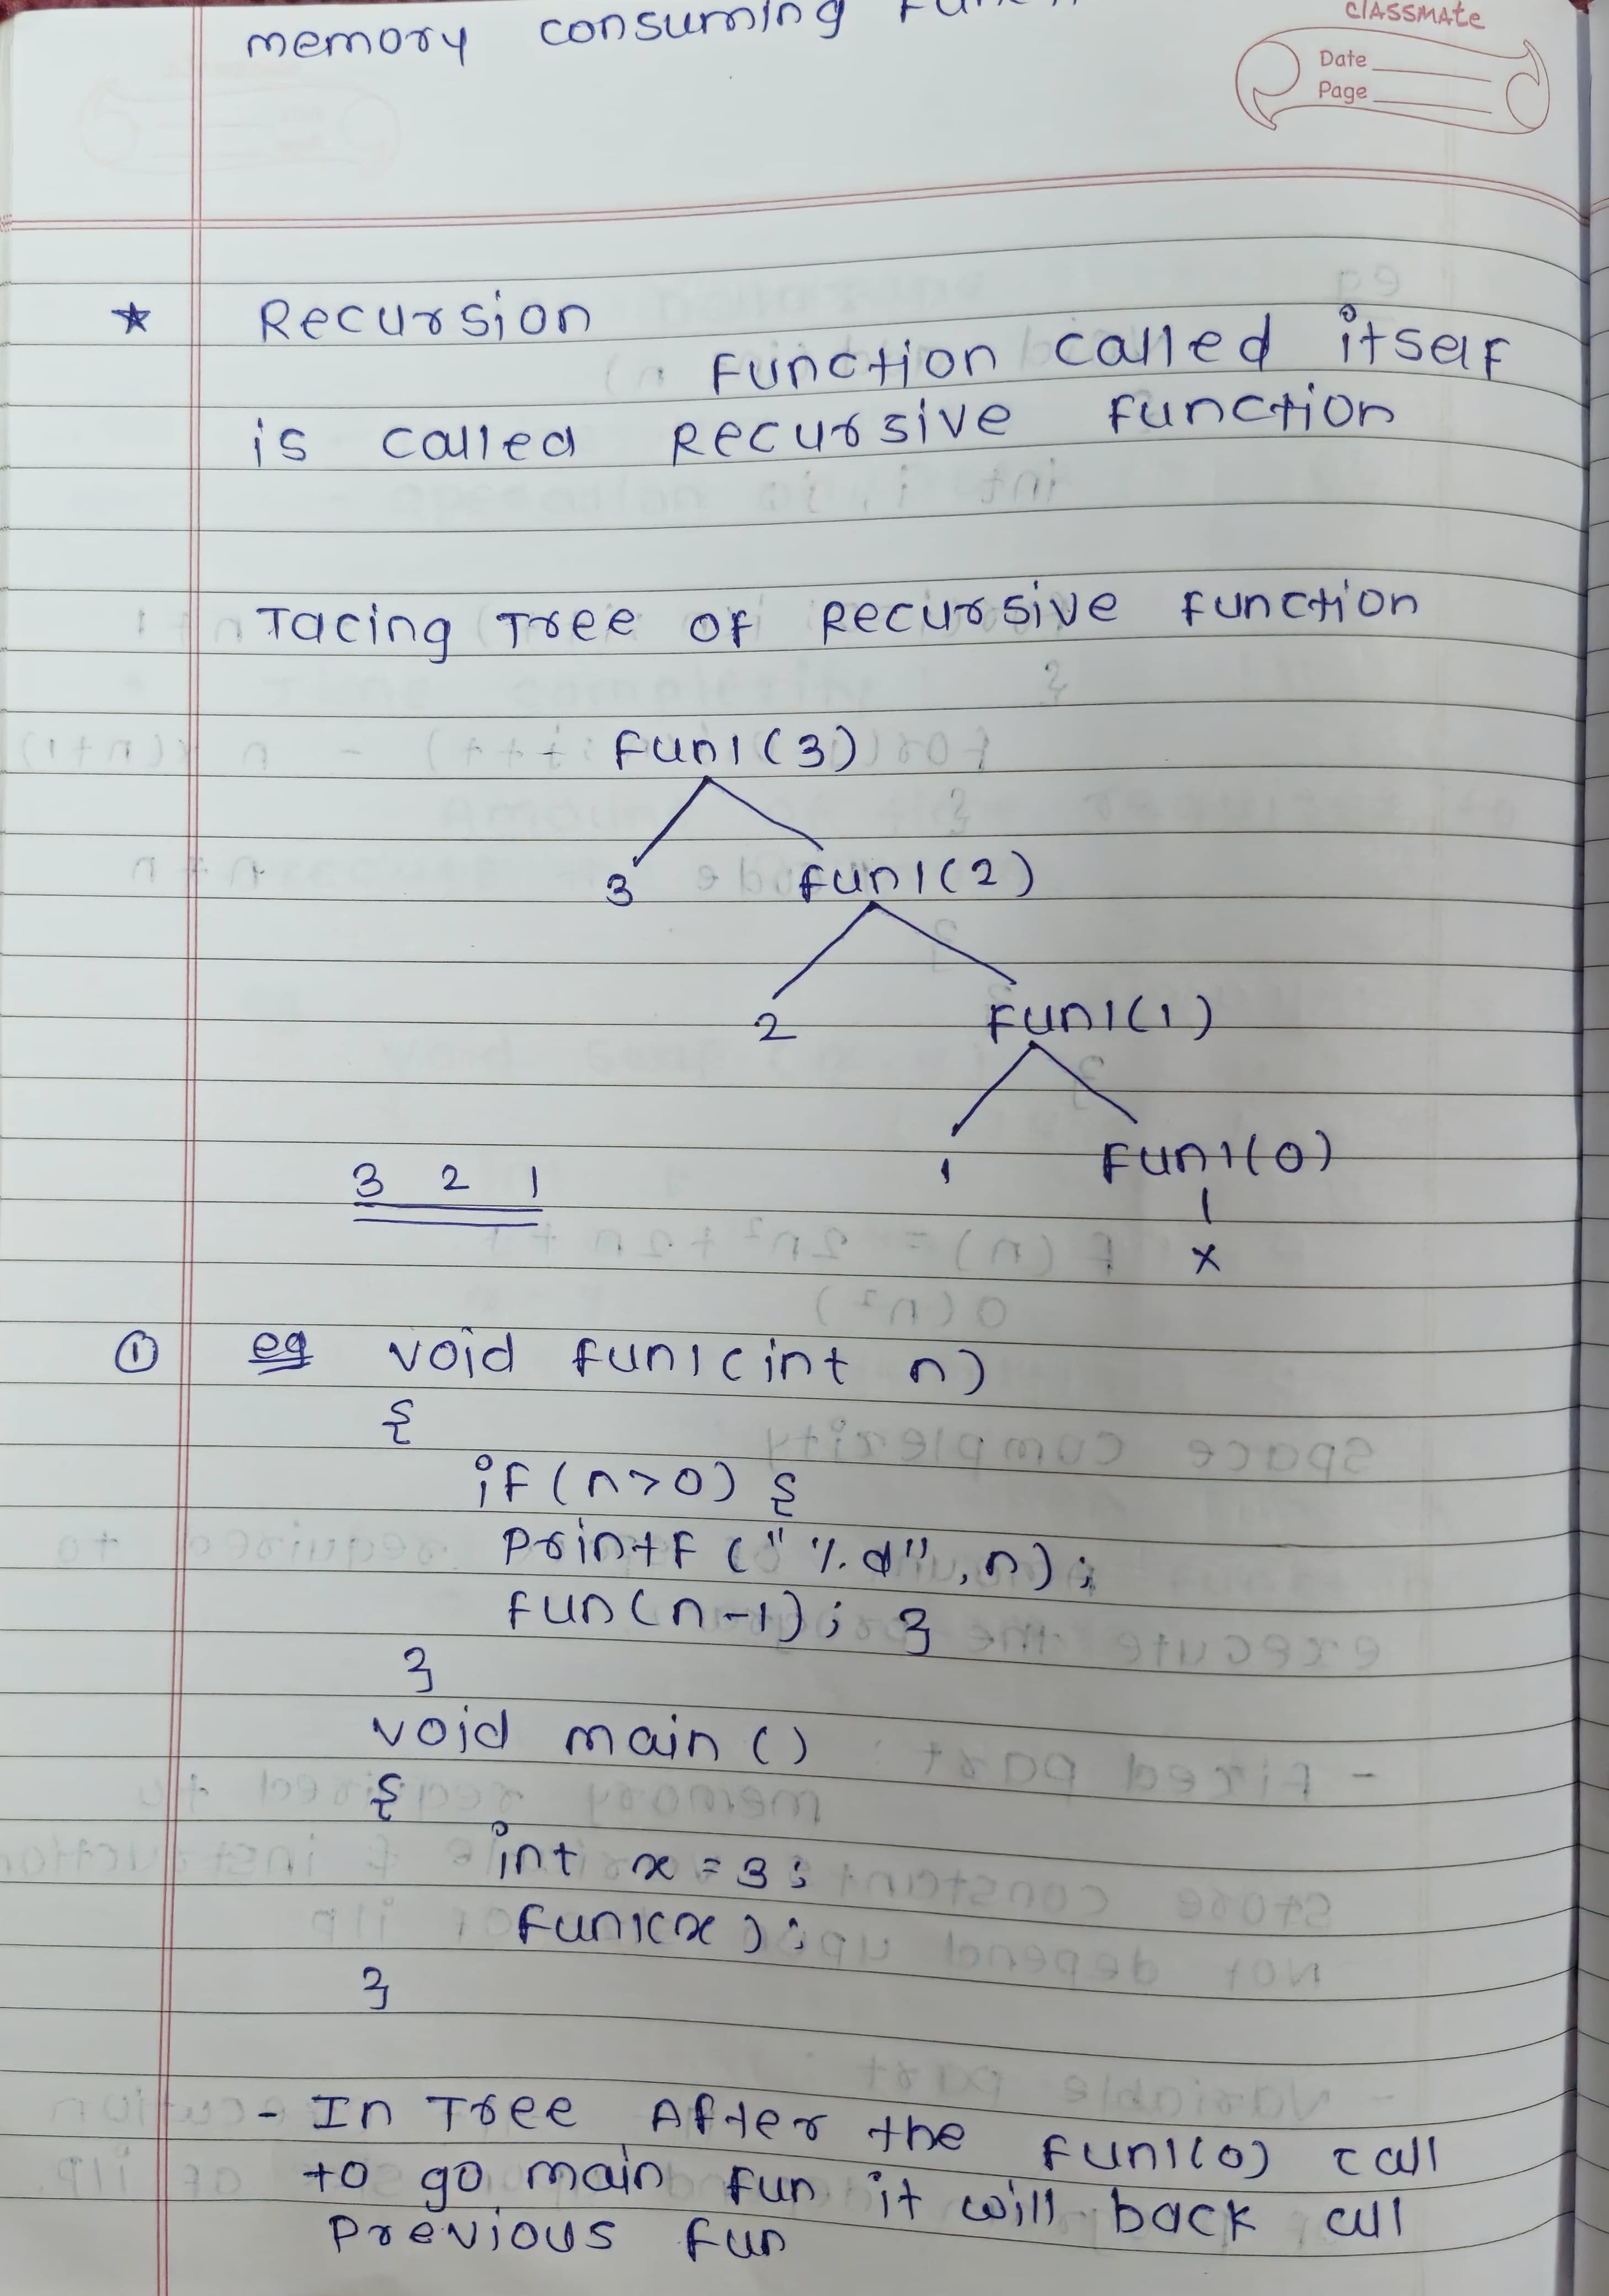 memory consuming
classmate
Date
Page
★ Recursion
Function called itself
is called Recursive function
Tacing Tree of Recursive function
fun1(3)
3 fun1(2)
2 fun1(1)
1 fun1(0)
3 2 1
x
① eg void fun1(int n)
{
if(n>0) {
printf("%d",n);
fun(n-1); }
}
void main()
{
int x=3;
fun1(x);
}
- In Tree After the fun1(0) call
to go main fun it will back call
previous fun